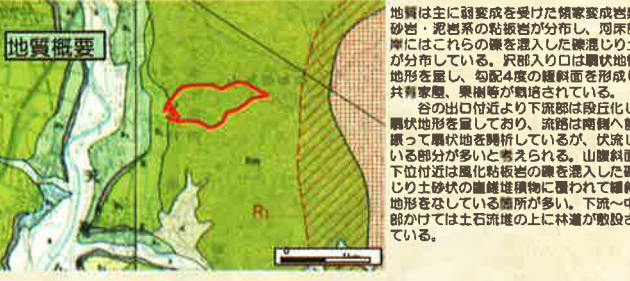 地質概要
地質は主に弱変成を受けた領家変成岩
砂岩・泥岩系の粘板岩が分布し、河床
岸にはこれらの礫を混入した礫混じり土
が分布している。沢部入り口は扇状地
地形を呈し、勾配4度の緩斜面を形成し
共有家屋、果樹等が栽培されている。
谷の出口付近より下流部は段丘化し
扇状地形を呈しており、流路は南側へ
振って扇状地を開析しているが、伏流し
いる部分が多いと考えられる。山腹斜面
下位付近は風化粘板岩の礫を混入した礫
じり土砂状の崖錐堆積物に覆われて緩
地形をなしている箇所が多い。下流～中
部かけては土石流堆の上に林道が敷設さ
ている。
R₁